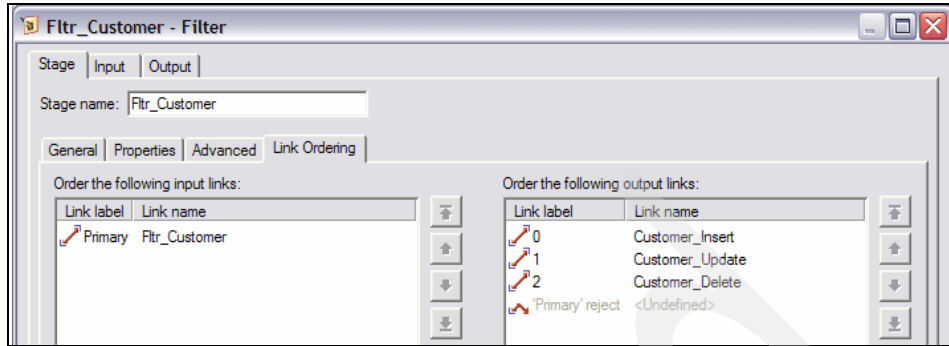 Fltr_Customer - Filter
Stage Input Output
Stage name: Fltr_Customer
General Properties Advanced Link Ordering
Order the following input links: Order the following output links:
Link label Link name Link label Link name
Primary Fltr_Customer 0 Customer_Insert
1 Customer_Update
2 Customer_Delete
'Primary' reject <Undefined>